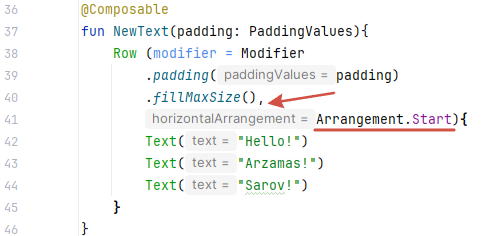 36 @Composable
37 fun NewText(padding: PaddingValues){
38 Row (modifier = Modifier
39 .padding( paddingValues = padding)
40 .fillMaxSize(),
41 horizontalArrangement = Arrangement.Start){
42 Text( text = "Hello!")
43 Text( text = "Arzamas!")
44 Text( text = "Sarov!")
45 }
46 }